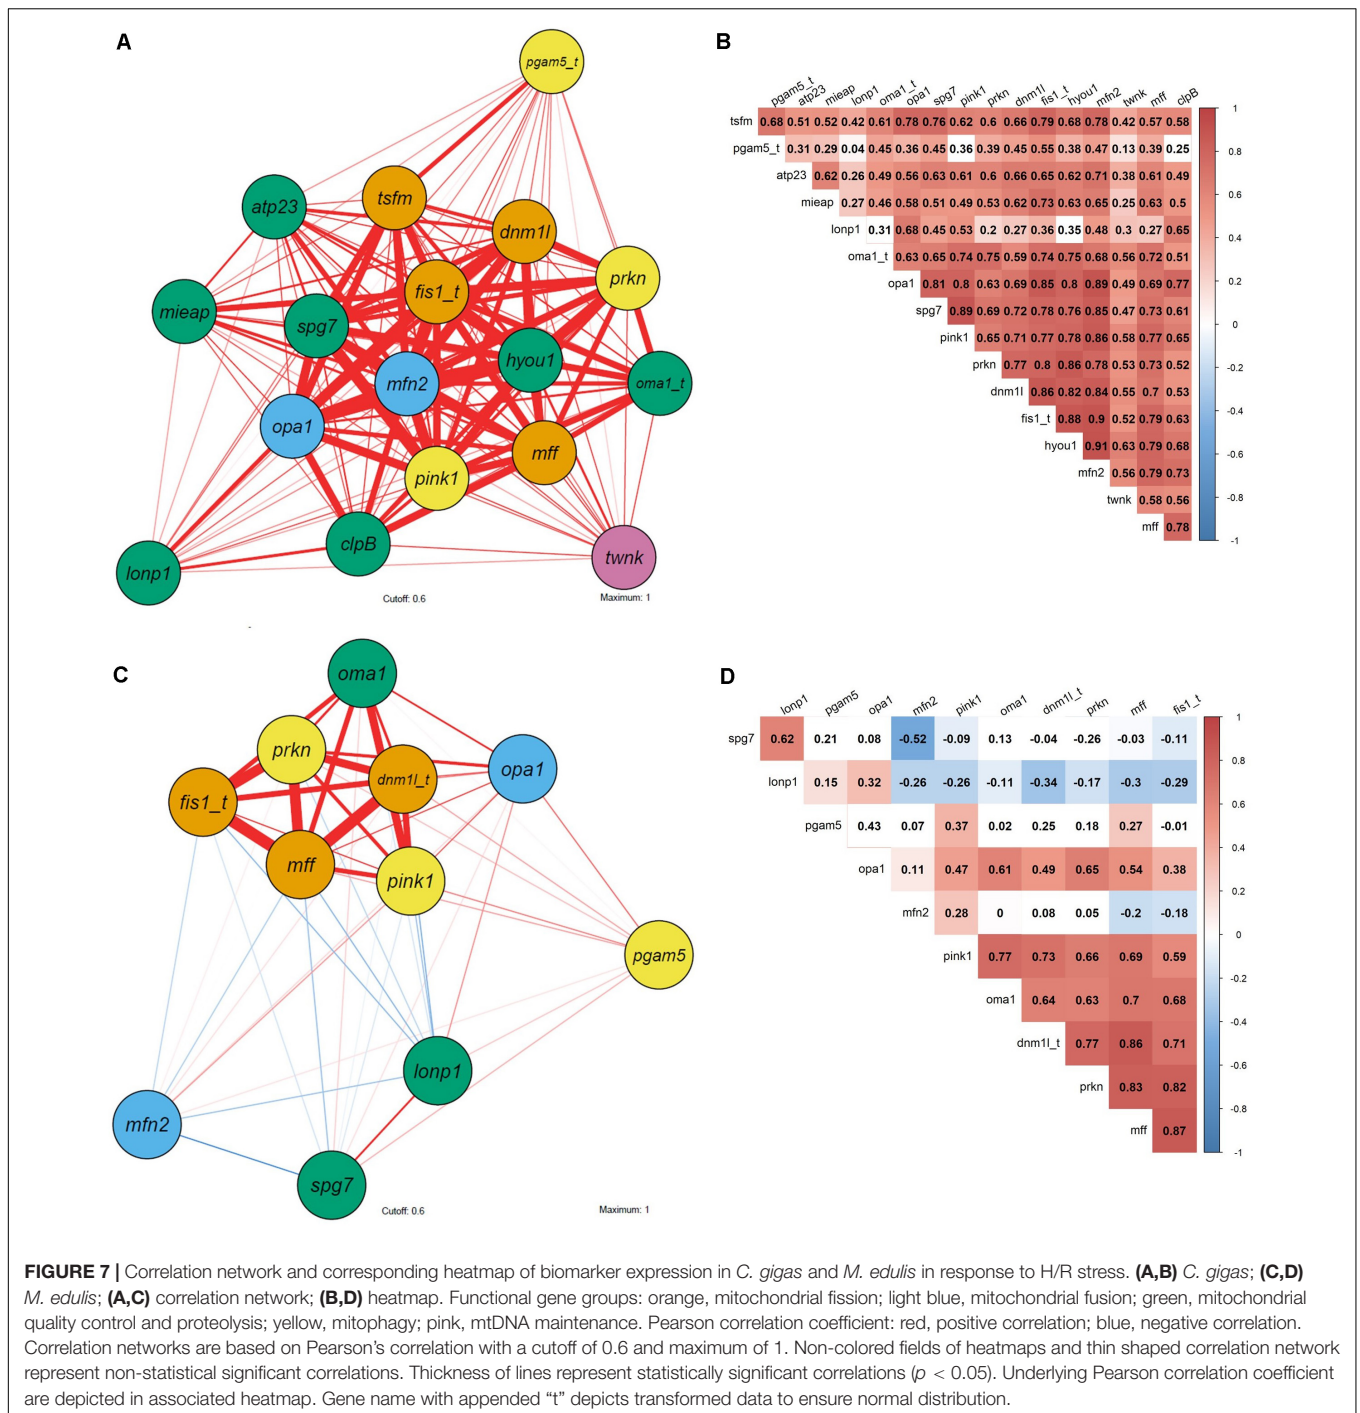 A
pgam5_t
atp23
tsfm
dnm1l
prkn
fis1_t
mieap
spg7
hyou1
mfn2
oma1_t
opa1
mff
pink1
clpB
twnk
lonp1
Cutoff: 0.6 Maximum: 1
B
pgam5_t atp23 mieap lonp1 oma1_t opa1 spg7 pink1 prkn dnm1l fis1_t hyou1 mfn2 twnk mff clpB
tsfm 0.68 0.51 0.52 0.42 0.61 0.78 0.76 0.62 0.6 0.66 0.79 0.68 0.78 0.42 0.57 0.58
pgam5_t 0.31 0.29 0.04 0.45 0.36 0.45 0.36 0.39 0.45 0.55 0.38 0.47 0.13 0.39 0.25
atp23 0.62 0.26 0.49 0.56 0.63 0.61 0.6 0.66 0.65 0.62 0.71 0.38 0.61 0.49
mieap 0.27 0.46 0.58 0.51 0.49 0.53 0.62 0.73 0.63 0.65 0.25 0.63 0.5
lonp1 0.31 0.68 0.45 0.53 0.2 0.27 0.36 0.35 0.48 0.3 0.27 0.65
oma1_t 0.63 0.65 0.74 0.75 0.59 0.74 0.75 0.68 0.56 0.72 0.51
opa1 0.81 0.8 0.63 0.69 0.85 0.8 0.89 0.49 0.69 0.77
spg7 0.89 0.69 0.72 0.78 0.76 0.85 0.47 0.73 0.61
pink1 0.65 0.71 0.77 0.78 0.86 0.58 0.77 0.65
prkn 0.77 0.8 0.86 0.78 0.53 0.73 0.52
dnm1l 0.86 0.82 0.84 0.55 0.7 0.53
fis1_t 0.88 0.9 0.52 0.79 0.63
hyou1 0.91 0.63 0.79 0.68
mfn2 0.56 0.79 0.73
twnk 0.58 0.56
mff 0.78
1
0.8
0.6
0.4
0.2
0
-0.2
-0.4
-0.6
-0.8
-1
C
oma1
prkn
dnm1l_t
opa1
fis1_t
mff
pink1
pgam5
lonp1
mfn2
spg7
Cutoff: 0.6 Maximum: 1
D
lonp1 pgam5 opa1 mfn2 pink1 oma1 dnm1l_t prkn mff fis1_t
spg7 0.62 0.21 0.08 -0.52 -0.09 0.13 -0.04 -0.26 -0.03 -0.11
lonp1 0.15 0.32 -0.26 -0.26 -0.11 -0.34 -0.17 -0.3 -0.29
pgam5 0.43 0.07 0.37 0.02 0.25 0.18 0.27 -0.01
opa1 0.11 0.47 0.61 0.49 0.65 0.54 0.38
mfn2 0.28 0 0.08 0.05 -0.2 -0.18
pink1 0.77 0.73 0.66 0.69 0.59
oma1 0.64 0.63 0.7 0.68
dnm1l_t 0.77 0.86 0.71
prkn 0.83 0.82
mff 0.87
1
0.8
0.6
0.4
0.2
0
-0.2
-0.4
-0.6
-0.8
-1
FIGURE 7 | Correlation network and corresponding heatmap of biomarker expression in C. gigas and M. edulis in response to H/R stress. (A,B) C. gigas; (C,D)
M. edulis; (A,C) correlation network; (B,D) heatmap. Functional gene groups: orange, mitochondrial fission; light blue, mitochondrial fusion; green, mitochondrial
quality control and proteolysis; yellow, mitophagy; pink, mtDNA maintenance. Pearson correlation coefficient: red, positive correlation; blue, negative correlation.
Correlation networks are based on Pearson's correlation with a cutoff of 0.6 and maximum of 1. Non-colored fields of heatmaps and thin shaped correlation network
represent non-statistical significant correlations. Thickness of lines represent statistically significant correlations (p < 0.05). Underlying Pearson correlation coefficient
are depicted in associated heatmap. Gene name with appended "t" depicts transformed data to ensure normal distribution.